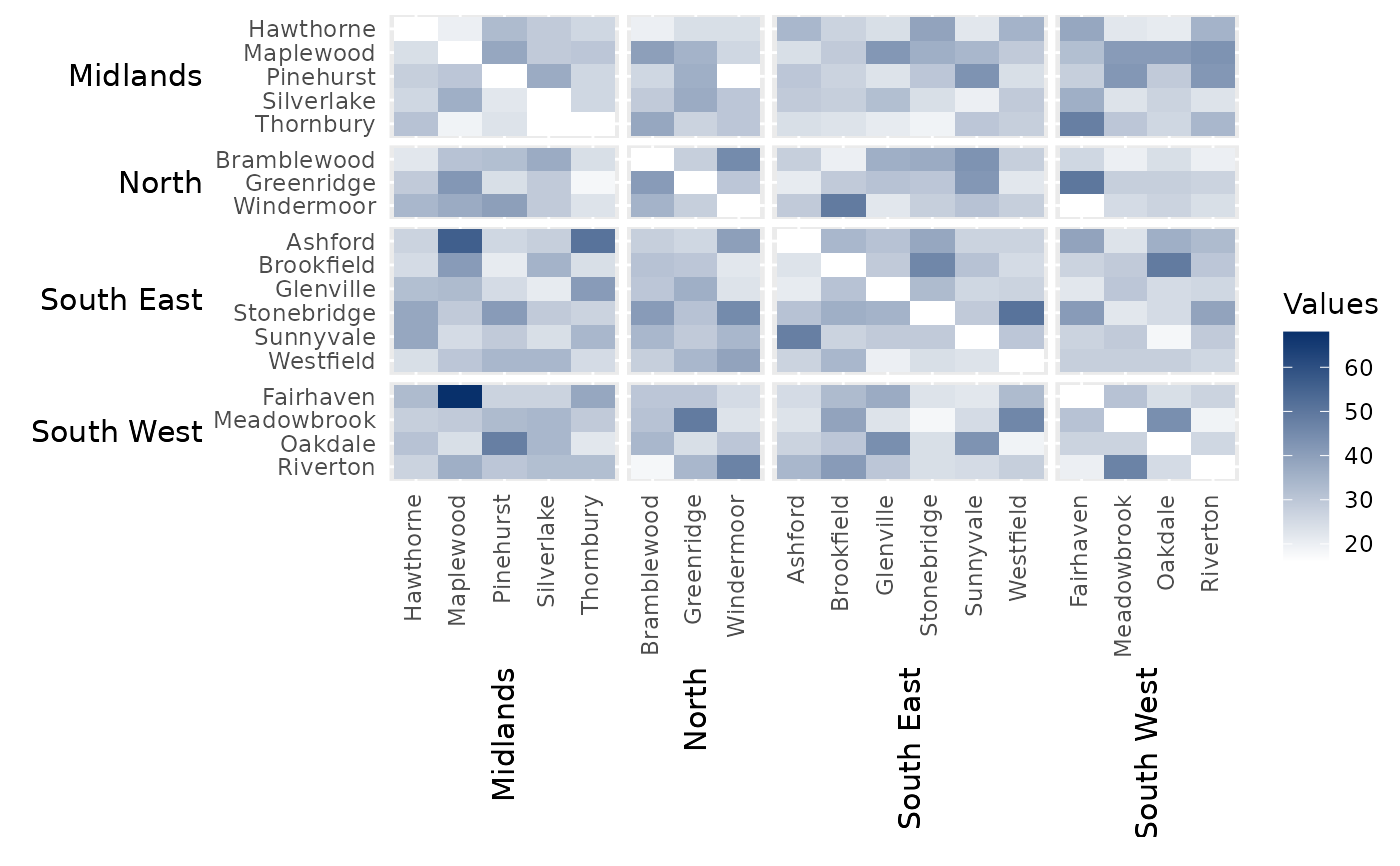 Midlands
Hawthorne
Maplewood
Pinehurst
Silverlake
Thornbury
North
Bramblewood
Greenridge
Windermoor
South East
Ashford
Brookfield
Glenville
Stonebridge
Sunnyvale
Westfield
South West
Fairhaven
Meadowbrook
Oakdale
Riverton
Values
60
50
40
30
20
Hawthorne
Maplewood
Pinehurst
Silverlake
Thornbury
Bramblewood
Greenridge
Windermoor
Ashford
Brookfield
Glenville
Stonebridge
Sunnyvale
Westfield
Fairhaven
Meadowbrook
Oakdale
Riverton
Midlands
North
South East
South West